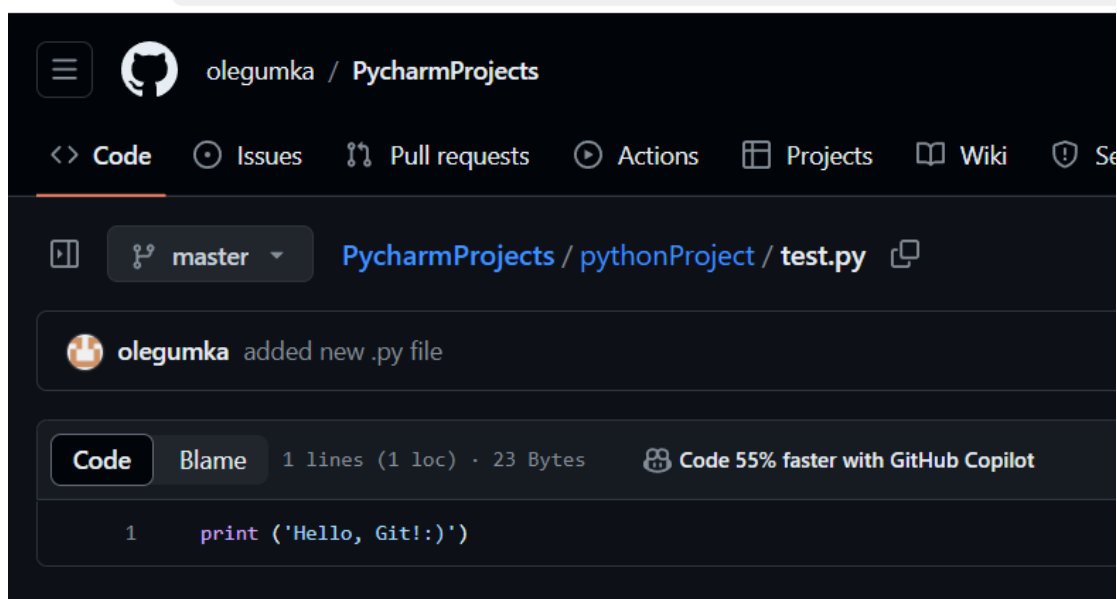 olegumka / PycharmProjects
Code Issues Pull requests Actions Projects Wiki Se
master PycharmProjects / pythonProject / test.py
olegumka added new .py file
Code Blame 1 lines (1 loc) · 23 Bytes Code 55% faster with GitHub Copilot
1 print ('Hello, Git!:)')